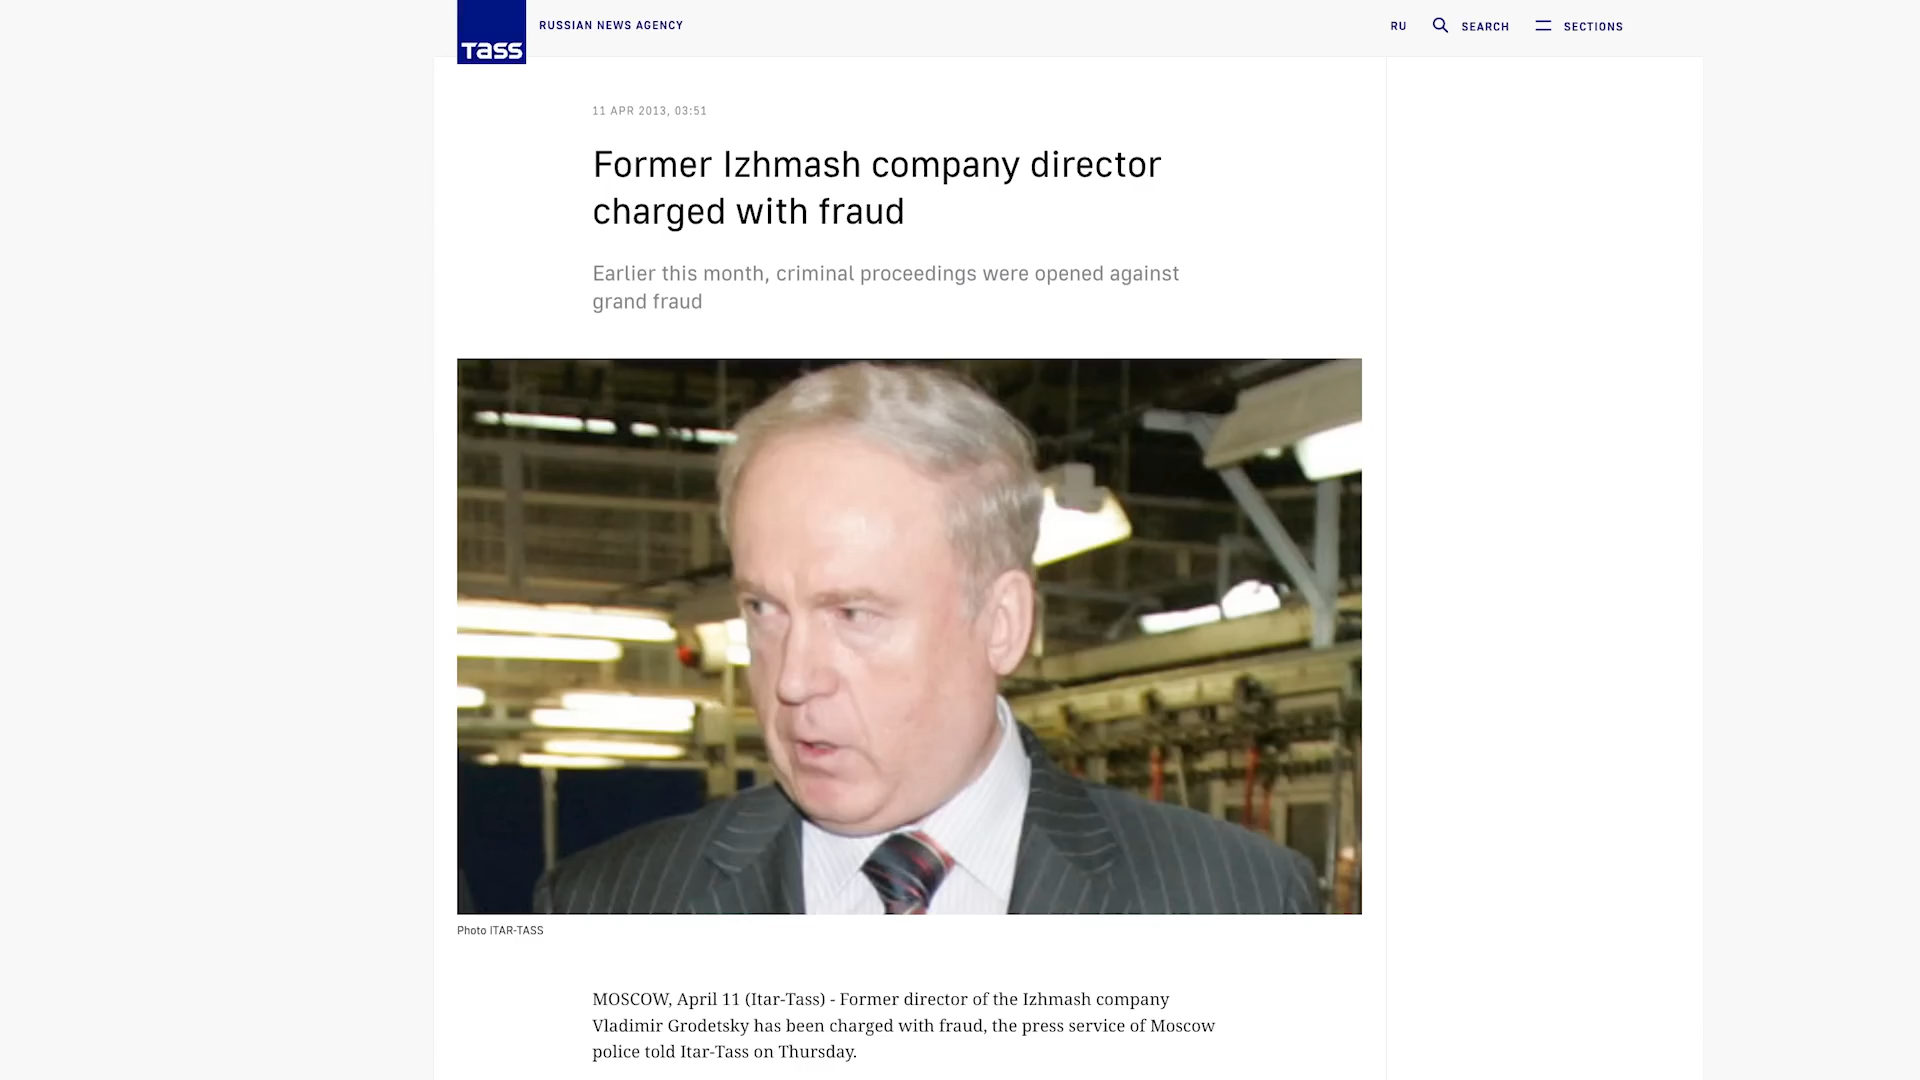 Tass
RUSSIAN NEWS AGENCY
RU
SEARCH
SECTIONS
11 APR 2013, 03:51
Former Izhmash company director
charged with fraud
Earlier this month, criminal proceedings were opened against
grand fraud
Photo ITAR-TASS
MOSCOW, April 11 (Itar-Tass) - Former director of the Izhmash company
Vladimir Grodetsky has been charged with fraud, the press service of Moscow
police told Itar-Tass on Thursday.